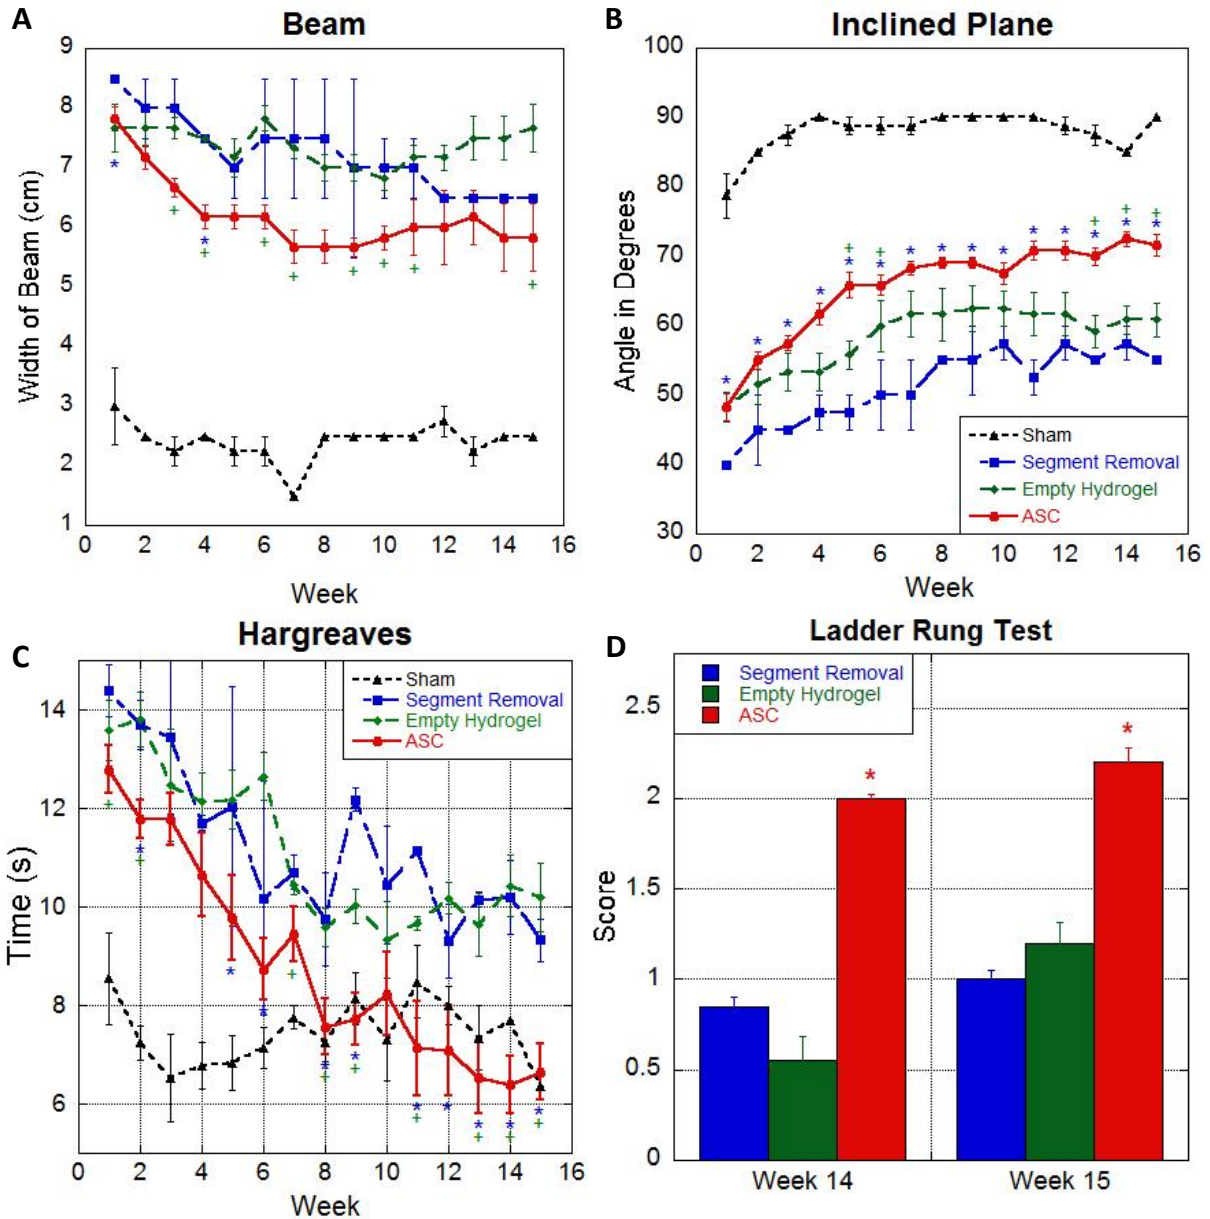 A
Beam
9
8
7
6
5
4
3
2
1
Width of Beam (cm)
0 2 4 6 8 10 12 14 16
Week
* + * + + + + + + +
B
Inclined Plane
100
90
80
70
60
50
40
30
Angle in Degrees
0 2 4 6 8 10 12 14 16
Week
Sham
Segment Removal
Empty Hydrogel
ASC
+ + + + +
* * * * * * * * * * * * * * *
C
Hargreaves
14
12
10
8
6
Time (s)
0 2 4 6 8 10 12 14 16
Week
Sham
Segment Removal
Empty Hydrogel
ASC
* * * * * * * * * *
+ + + + + + + + +
D
Ladder Rung Test
Segment Removal
Empty Hydrogel
ASC
2.5
2
1.5
1
0.5
0
Score
* *
Week 14 Week 15